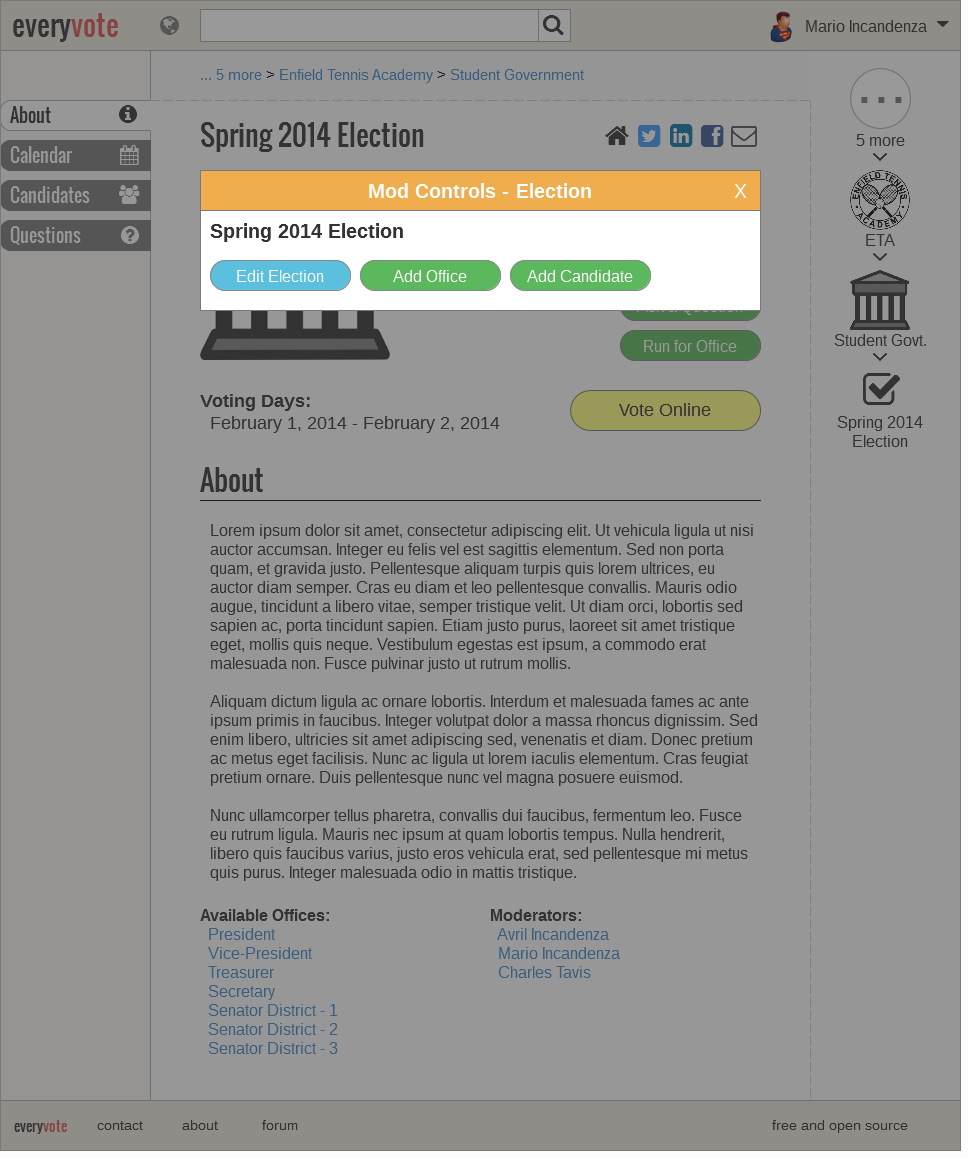 everyvote
Mario Incandenza
... 5 more > Enfield Tennis Academy > Student Government
About
Calendar
Candidates
Questions
Spring 2014 Election
5 more
ENFIELD TENNIS
ACADEMY
ETA
Student Govt.
Spring 2014
Election
Mod Controls - Election X
Spring 2014 Election
Edit Election Add Office Add Candidate
Run for Office
Voting Days:
February 1, 2014 - February 2, 2014
Vote Online
About
Lorem ipsum dolor sit amet, consectetur adipiscing elit. Ut vehicula ligula ut nisi
auctor accumsan. Integer eu felis vel est sagittis elementum. Sed non porta
quam, et gravida justo. Pellentesque aliquam turpis quis lorem ultrices, eu
auctor diam semper. Cras eu diam et leo pellentesque convallis. Mauris odio
augue, tincidunt a libero vitae, semper tristique velit. Ut diam orci, lobortis sed
sapien ac, porta tincidunt sapien. Etiam justo purus, laoreet sit amet tristique
eget, mollis quis neque. Vestibulum egestas est ipsum, a commodo erat
malesuada non. Fusce pulvinar justo ut rutrum mollis.
Aliquam dictum ligula ac ornare lobortis. Interdum et malesuada fames ac ante
ipsum primis in faucibus. Integer volutpat dolor a massa rhoncus dignissim. Sed
enim libero, ultricies sit amet adipiscing sed, venenatis et diam. Donec pretium
ac metus eget facilisis. Nunc ac ligula ut lorem iaculis elementum. Cras feugiat
pretium ornare. Duis pellentesque nunc vel magna posuere euismod.
Nunc ullamcorper tellus pharetra, convallis dui faucibus, fermentum leo. Fusce
eu rutrum ligula. Mauris nec ipsum at quam lobortis tempus. Nulla hendrerit,
libero quis faucibus varius, justo eros vehicula erat, sed pellentesque mi metus
quis purus. Integer malesuada odio in mattis tristique.
Available Offices:
President
Vice-President
Treasurer
Secretary
Senator District - 1
Senator District - 2
Senator District - 3
Moderators:
Avril Incandenza
Mario Incandenza
Charles Tavis
everyvote contact about forum free and open source